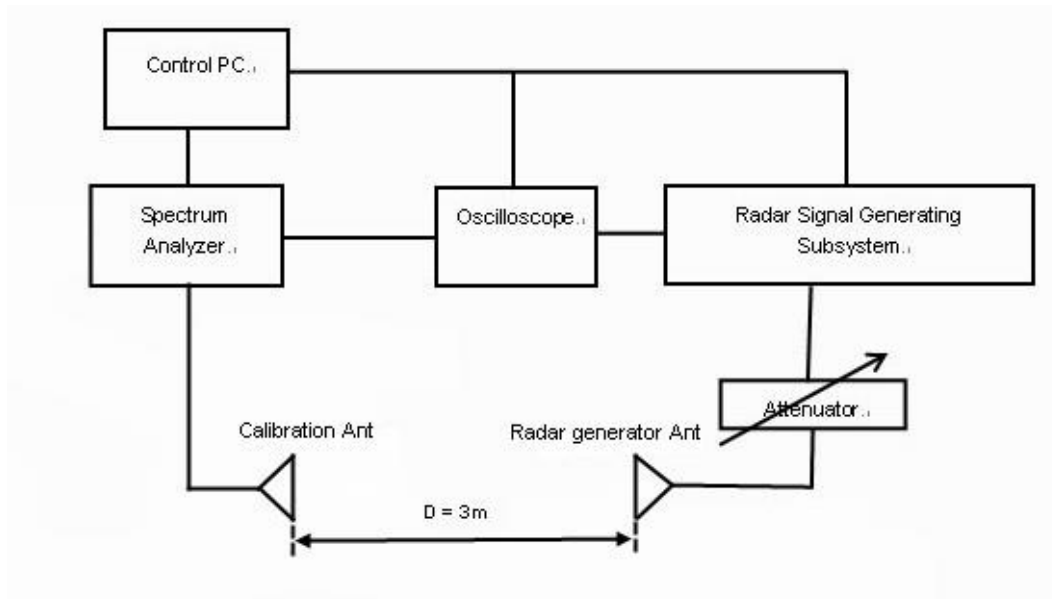 Control PC
Spectrum
Analyzer
Oscilloscope
Radar Signal Generating
Subsystem
Attenuator
Calibration Ant
Radar generator Ant
D = 3m